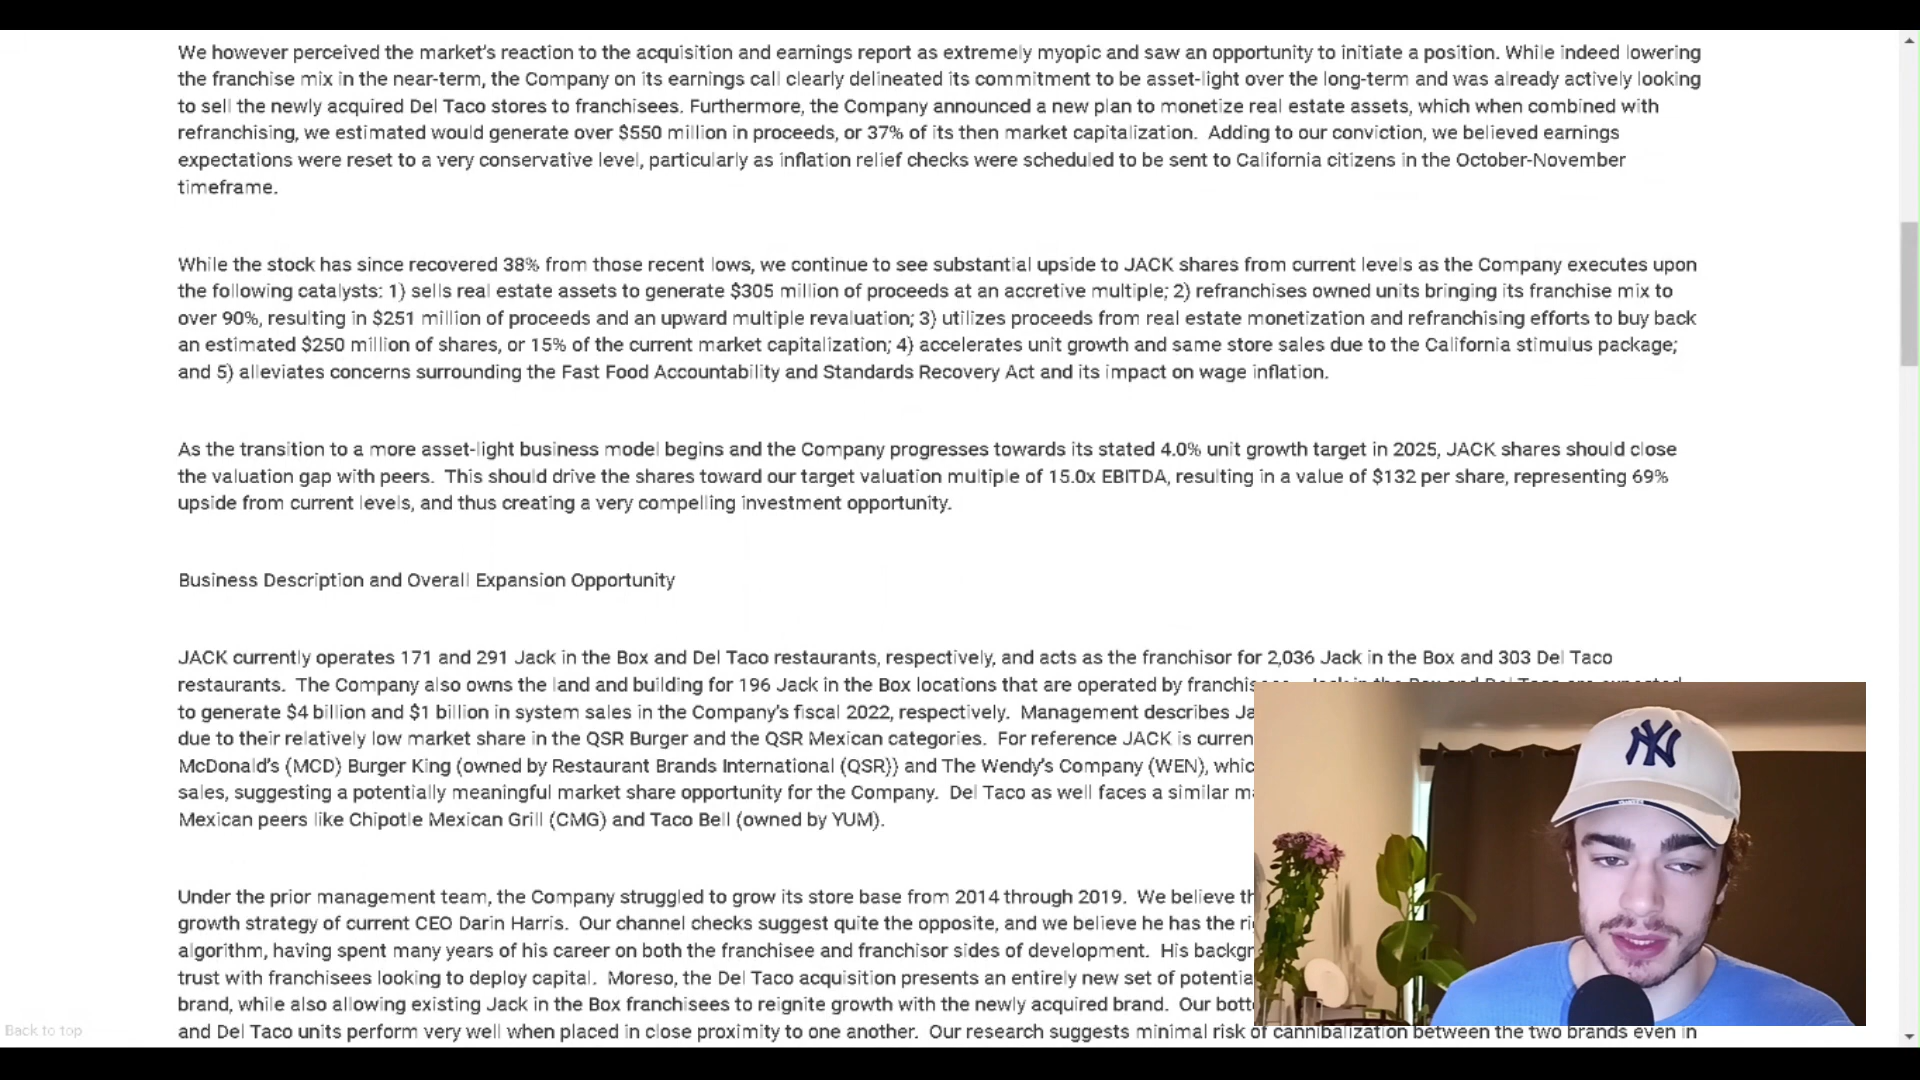 We however perceived the market's reaction to the acquisition and earnings report as extremely myopic and saw an opportunity to initiate a position. While indeed lowering
the franchise mix in the near-term, the Company on its earnings call clearly delineated its commitment to be asset-light over the long-term and was already actively looking
to sell the newly acquired Del Taco stores to franchisees. Furthermore, the Company announced a new plan to monetize real estate assets, which when combined with
refranchising, we estimated would generate over $550 million in proceeds, or 37% of its then market capitalization. Adding to our conviction, we believed earnings
expectations were reset to a very conservative level, particularly as inflation relief checks were scheduled to be sent to California citizens in the October-November
timeframe.
While the stock has since recovered 38% from those recent lows, we continue to see substantial upside to JACK shares from current levels as the Company executes upon
the following catalysts: 1) sells real estate assets to generate $305 million of proceeds at an accretive multiple; 2) refranchises owned units bringing its franchise mix to
over 90%, resulting in $251 million of proceeds and an upward multiple revaluation; 3) utilizes proceeds from real estate monetization and refranchising efforts to buy back
an estimated $250 million of shares, or 15% of the current market capitalization; 4) accelerates unit growth and same store sales due to the California stimulus package;
and 5) alleviates concerns surrounding the Fast Food Accountability and Standards Recovery Act and its impact on wage inflation.
As the transition to a more asset-light business model begins and the Company progresses towards its stated 4.0% unit growth target in 2025, JACK shares should close
the valuation gap with peers. This should drive the shares toward our target valuation multiple of 15.0x EBITDA, resulting in a value of $132 per share, representing 69%
upside from current levels, and thus creating a very compelling investment opportunity.
Business Description and Overall Expansion Opportunity
JACK currently operates 171 and 291 Jack in the Box and Del Taco restaurants, respectively, and acts as the franchisor for 2,036 Jack in the Box and 303 Del Taco
restaurants. The Company also owns the land and building for 196 Jack in the Box locations that are operated by
to generate $4 billion and $1 billion in system sales in the Company's fiscal 2022, respectively. Management describes
due to their relatively low market share in the QSR Burger and the QSR Mexican categories. For reference JACK is
McDonald's (MCD) Burger King (owned by Restaurant Brands International (QSR)) and The Wendy's Company (WEN),
sales, suggesting a potentially meaningful market share opportunity for the Company. Del Taco as well faces a similar
Mexican peers like Chipotle Mexican Grill (CMG) and Taco Bell (owned by YUM).
Under the prior management team, the Company struggled to grow its store base from 2014 through 2019. We believe
growth strategy of current CEO Darin Harris. Our channel checks suggest quite the opposite, and we believe he has the
algorithm, having spent many years of his career on both the franchisee and franchisor sides of development. His
trust with franchisees looking to deploy capital. Moreso, the Del Taco acquisition presents an entirely new set of
brand, while also allowing existing Jack in the Box franchisees to reignite growth with the newly acquired brand. Our
and Del Taco units perform very well when placed in close proximity to one another. Our research suggests minimal risk of cannibalization between the two brands even in
Back to top
NY